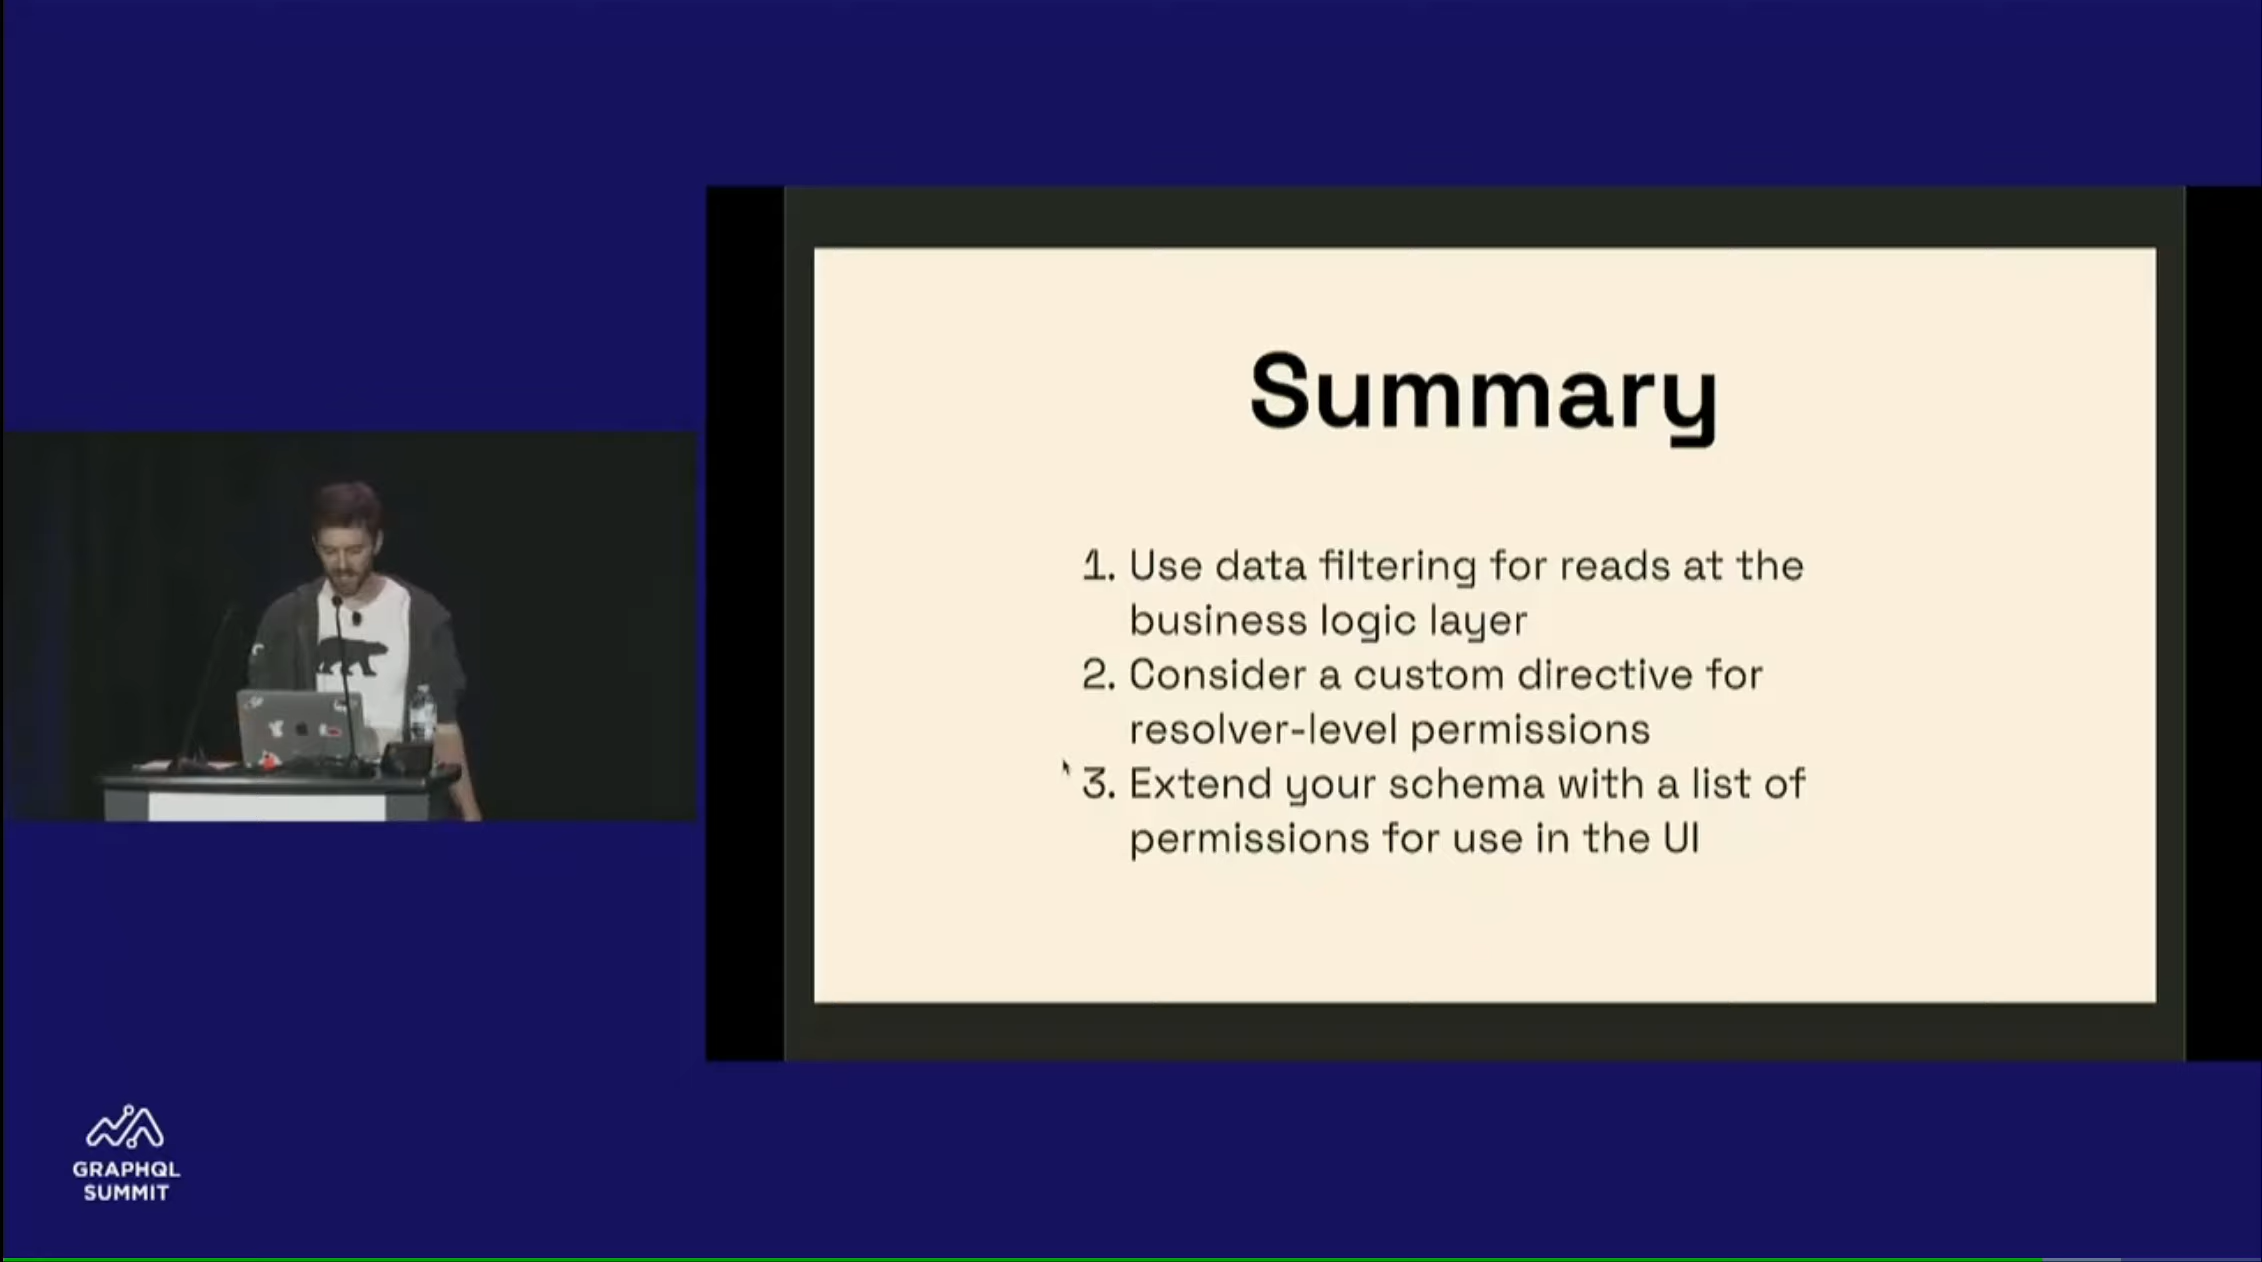 Summary
1. Use data filtering for reads at the
business logic layer
2. Consider a custom directive for
resolver-level permissions
3. Extend your schema with a list of
permissions for use in the UI
GRAPHQL
SUMMIT